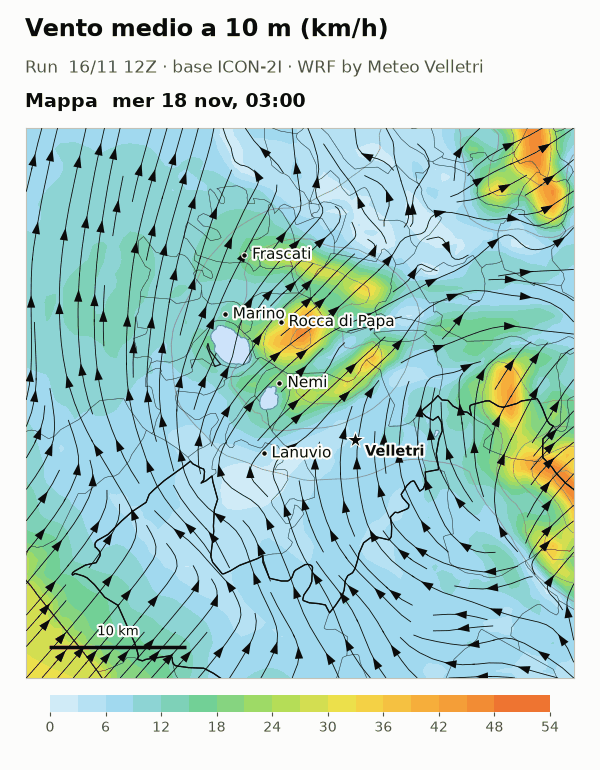 Vento medio a 10 m (km/h)
Run  16/11 12Z · base ICON-2I · WRF by Meteo Velletri
Mappa  mer 18 nov, 03:00
Frascati
Marino
Rocca di Papa
Nemi
Velletri
Lanuvio
10 km
0 6 12 18 24 30 36 42 48 54